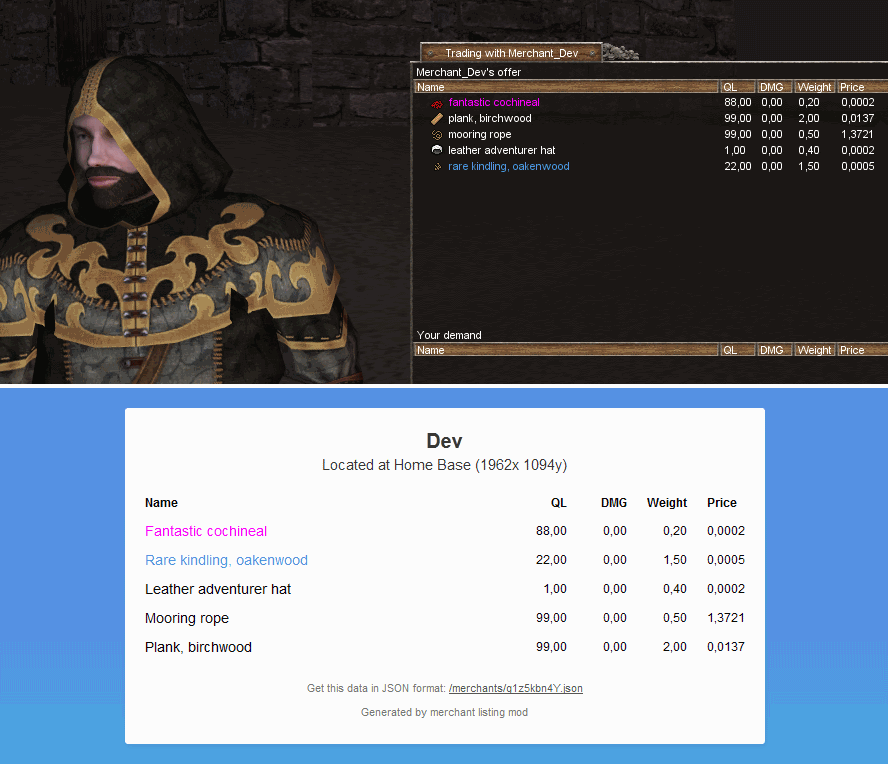 Trading with Merchant_Dev
Merchant_Dev's offer
Name QL DMG Weight Price
fantastic cochineal 88,00 0,00 0,20 0,0002
plank, birchwood 99,00 0,00 2,00 0,0137
mooring rope 99,00 0,00 0,50 1,3721
leather adventurer hat 1,00 0,00 0,40 0,0002
rare kindling, oakenwood 22,00 0,00 1,50 0,0005
Your demand
Name QL DMG Weight Price
Dev
Located at Home Base (1962x 1094y)
Name QL DMG Weight Price
Fantastic cochineal 88,00 0,00 0,20 0,0002
Rare kindling, oakenwood 22,00 0,00 1,50 0,0005
Leather adventurer hat 1,00 0,00 0,40 0,0002
Mooring rope 99,00 0,00 0,50 1,3721
Plank, birchwood 99,00 0,00 2,00 0,0137
Get this data in JSON format: /merchants/q1z5kbn4Y.json
Generated by merchant listing mod